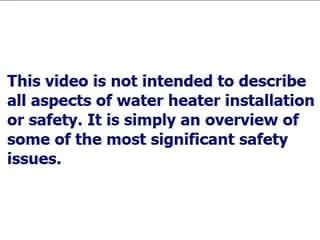 This video is not intended to describe
all aspects of water heater installation
or safety. It is simply an overview of
some of the most significant safety
issues.